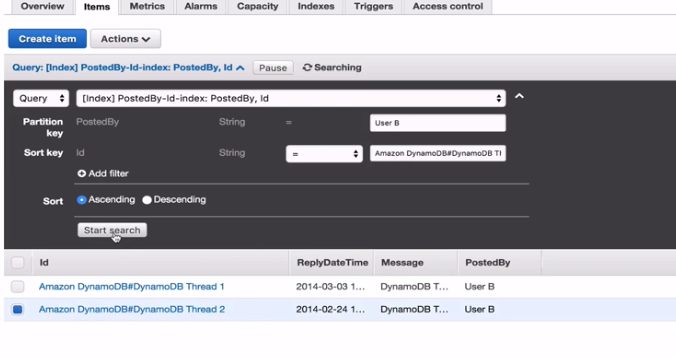 Overview Items Metrics Alarms Capacity Indexes Triggers Access control
Create item Actions
Query: [Index] PostedBy-Id-index: PostedBy, Id Pause Searching
Query [Index] PostedBy-Id-index: PostedBy, Id
Partition key PostedBy String = User B
Sort key Id String = Amazon DynamoDB#DynamoDB Tl
Add filter
Sort Ascending Descending
Start search
Id ReplyDateTime Message PostedBy
Amazon DynamoDB#DynamoDB Thread 1 2014-03-03 1... DynamoDB T... User B
Amazon DynamoDB#DynamoDB Thread 2 2014-02-24 1... DynamoDB T... User B